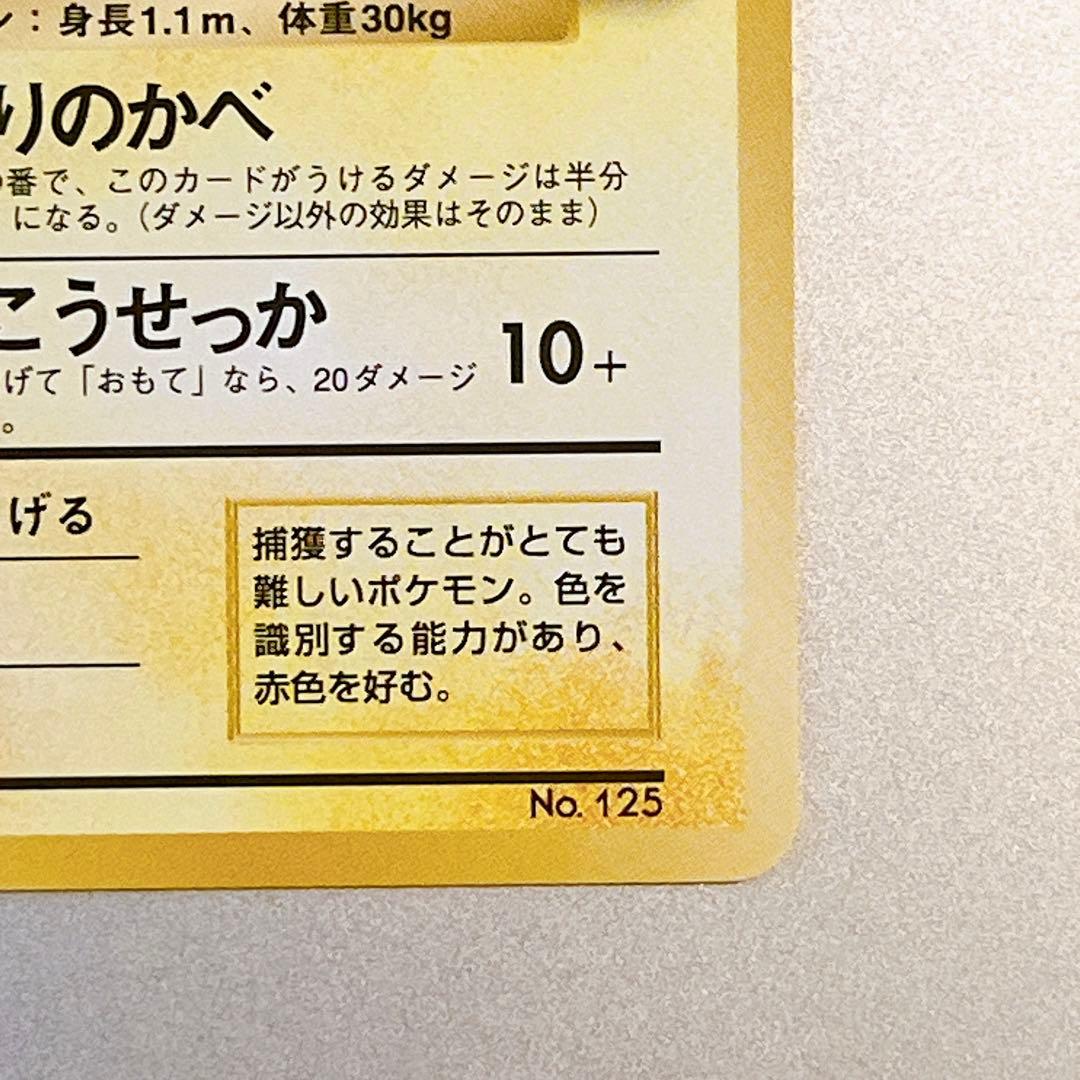 ン：身長1.1m、体重30kg
りのかべ
の番で、このカードがうけるダメージは半分
になる。（ダメージ以外の効果はそのまま）
こうせっか
げて「おもて」なら、20ダメージ
。
10+
げる
捕獲することがとても
難しいポケモン。色を
識別する能力があり、
赤色を好む。
No. 125